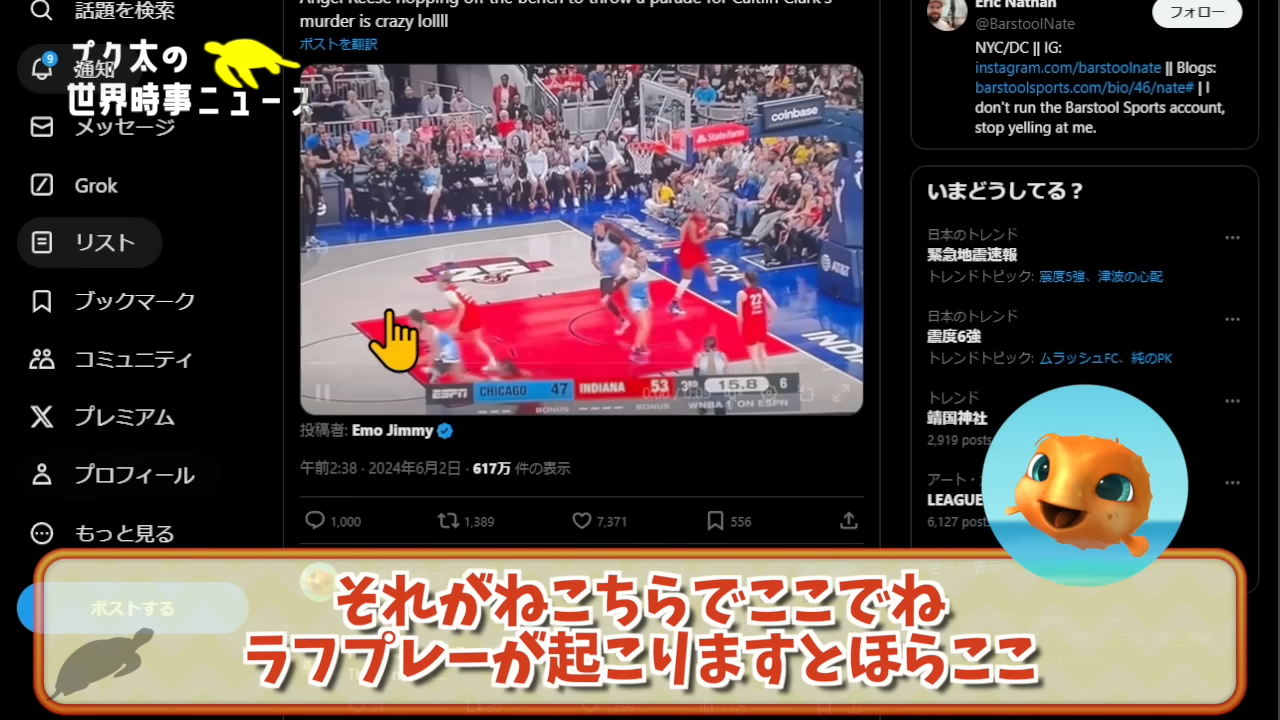 話題を検索
9
通知
プク太の
世界時事ニュース
メッセージ
Grok
リスト
ブックマーク
コミュニティ
プレミアム
プロフィール
もっと見る
ポストする
Angel Reese hopping off the bench to throw a parade for Caitlin Clark's
murder is crazy lollll
ポストを翻訳
coinbase
StateFarm
AT&T
22
ESPN CHICAGO 47 INDIANA 53 3RD 15.8 6
BONUS BONUS WNBA ON ESPN
投稿者: Emo Jimmy
午前2:38 · 2024年6月2日 · 617万 件の表示
1,000 1,389 7,371 556
Eric Nathan
@BarstoolNate
フォロー
NYC/DC || IG:
instagram.com/barstoolnate || Blogs:
barstoolsports.com/bio/46/nate# | I
don't run the Barstool Sports account,
stop yelling at me.
いまどうしてる？
日本のトレンド
緊急地震速報
トレンドトピック: 震度5強、津波の心配
日本のトレンド
震度6強
トレンドトピック: ムラッシュFC、純のPK
トレンド
靖国神社
2,919 posts
アート・
LEAGUE
6,127 posts
それがねこちらでここでね
ラフプレーが起こりますとほらここ